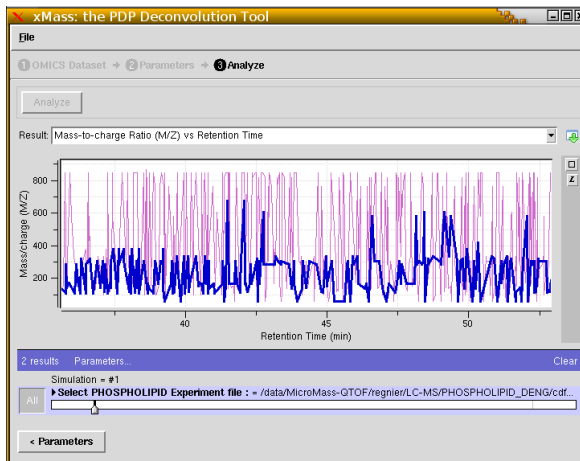 xMass: the PDP Deconvolution Tool
File
1 OMICS Dataset → 2 Parameters → 3 Analyze
Analyze
Result: Mass-to-charge Ratio (M/Z) vs Retention Time
Mass/charge (M/Z)
800
600
400
200
40 45 50
Retention Time (min)
2 results Parameters... Clear
Simulation = #1
All
Select PHOSPHOLIPID Experiment file : = /data/MicroMass-QTOF/regnier/LC-MS/PHOSPHOLIPID_DENG/cdf...
< Parameters